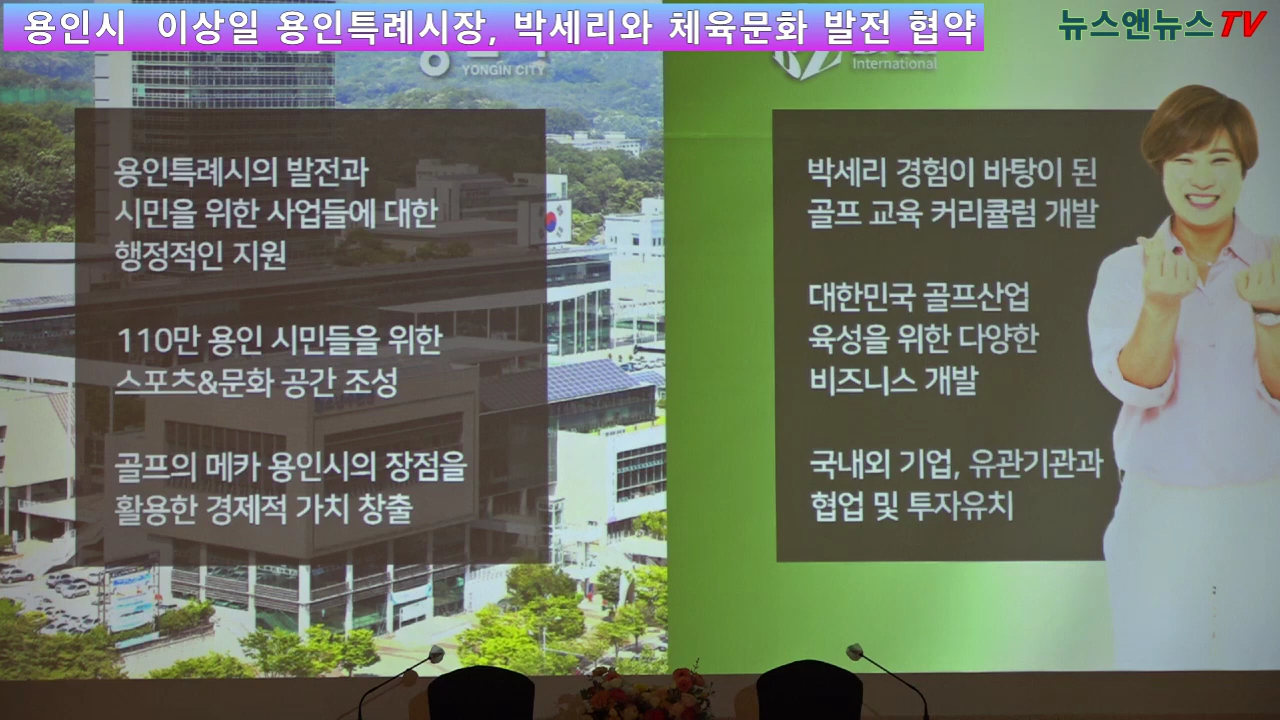 용인시 이상일 용인특례시장, 박세리와 체육문화 발전 협약
뉴스앤뉴스TV
YONGIN CITY
International
용인특례시의 발전과
시민을 위한 사업들에 대한
행정적인 지원
110만 용인 시민들을 위한
스포츠&문화 공간 조성
골프의 메카 용인시의 장점을
활용한 경제적 가치 창출
박세리 경험이 바탕이 된
골프 교육 커리큘럼 개발
대한민국 골프산업
육성을 위한 다양한
비즈니스 개발
국내외 기업, 유관기관과
협업 및 투자유치